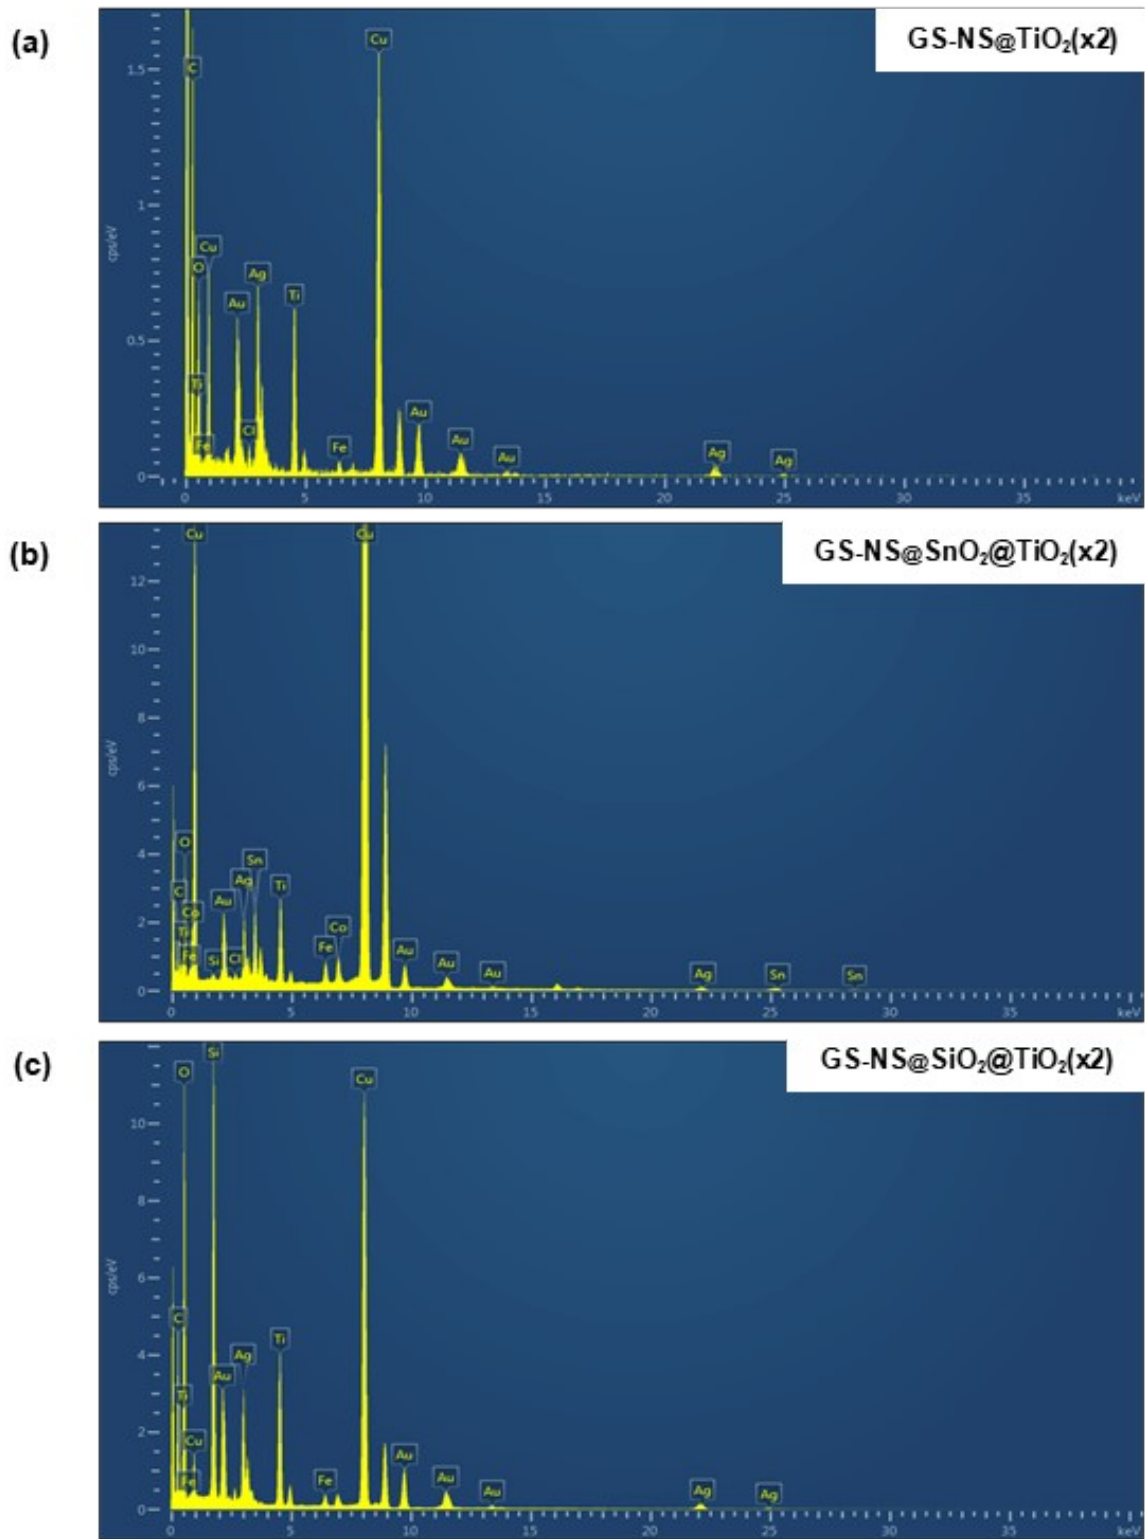 (a)
GS-NS@TiO₂(x2)
Cu
C
1.5
1
cps/eV
Cu
O
Ag
Au
Ti
0.5
Ti
Cl
Fe
Fe
Au
Au
Au
Ag
Ag
0
0 5 10 15 20 25 30 35 keV
(b)
GS-NS@SnO₂@TiO₂(x2)
Cu
Cu
12
10
8
cps/eV
6
O
4
Sn
Ag
C
Au
Ti
Co
2
Co
Ti
Fe
Fe
Si
Cl
Au
Au
Au
Ag
Sn
Sn
0
0 5 10 15 20 25 30 35 keV
(c)
GS-NS@SiO₂@TiO₂(x2)
Si
O
Cu
10
8
cps/eV
6
C
Ti
4
Ag
Au
Ti
2
Cu
Fe
Fe
Au
Au
Au
Ag
Ag
0
0 5 10 15 20 25 30 35 keV